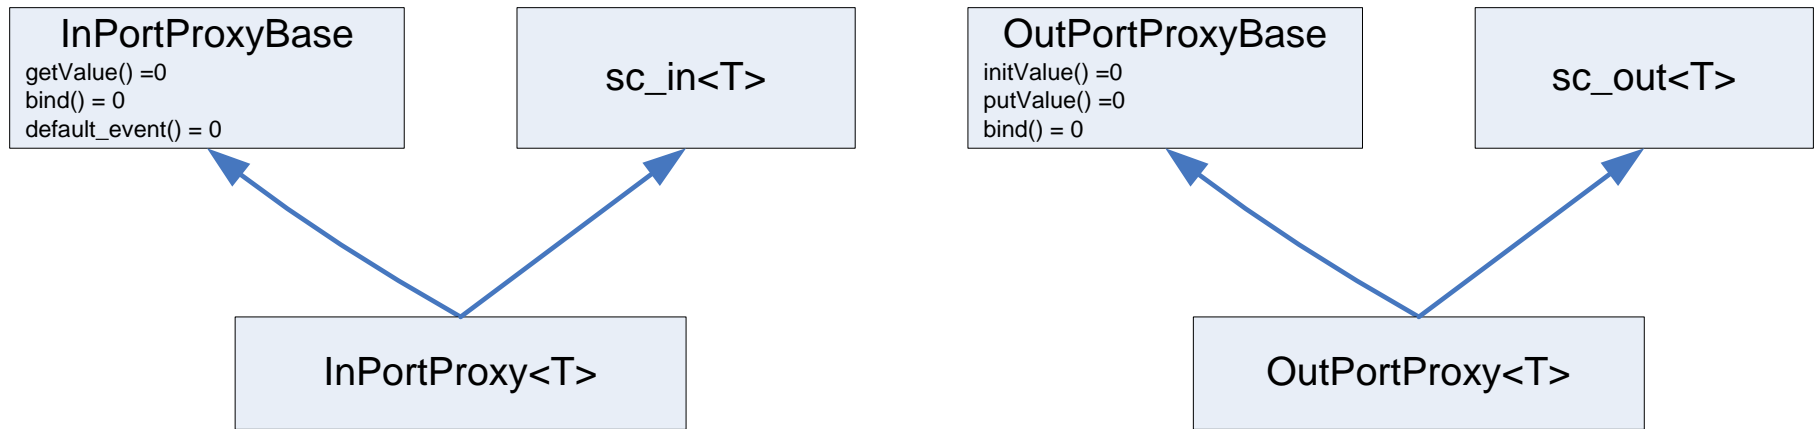 InPortProxyBase
getValue() =0
bind() = 0
default_event() = 0
sc_in<T>
OutPortProxyBase
initValue() =0
putValue() =0
bind() = 0
sc_out<T>
InPortProxy<T>
OutPortProxy<T>